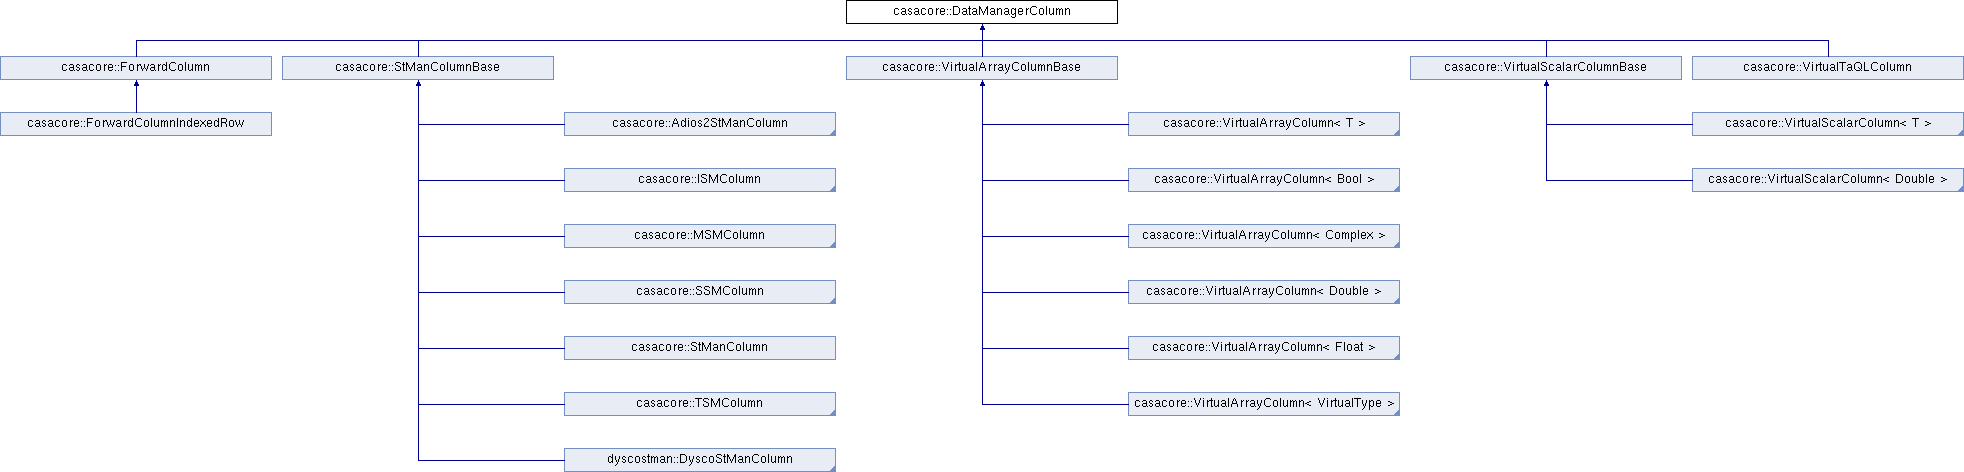 casacore::DataManagerColumn
casacore::ForwardColumn
casacore::StManColumnBase
casacore::VirtualArrayColumnBase
casacore::VirtualScalarColumnBase
casacore::VirtualTaQLColumn
casacore::ForwardColumnIndexedRow
casacore::Adios2StManColumn
casacore::VirtualArrayColumn< T >
casacore::VirtualScalarColumn< T >
casacore::ISMColumn
casacore::VirtualArrayColumn< Bool >
casacore::VirtualScalarColumn< Double >
casacore::MSMColumn
casacore::VirtualArrayColumn< Complex >
casacore::SSMColumn
casacore::VirtualArrayColumn< Double >
casacore::StManColumn
casacore::VirtualArrayColumn< Float >
casacore::TSMColumn
casacore::VirtualArrayColumn< VirtualType >
dyscostman::DyscoStManColumn